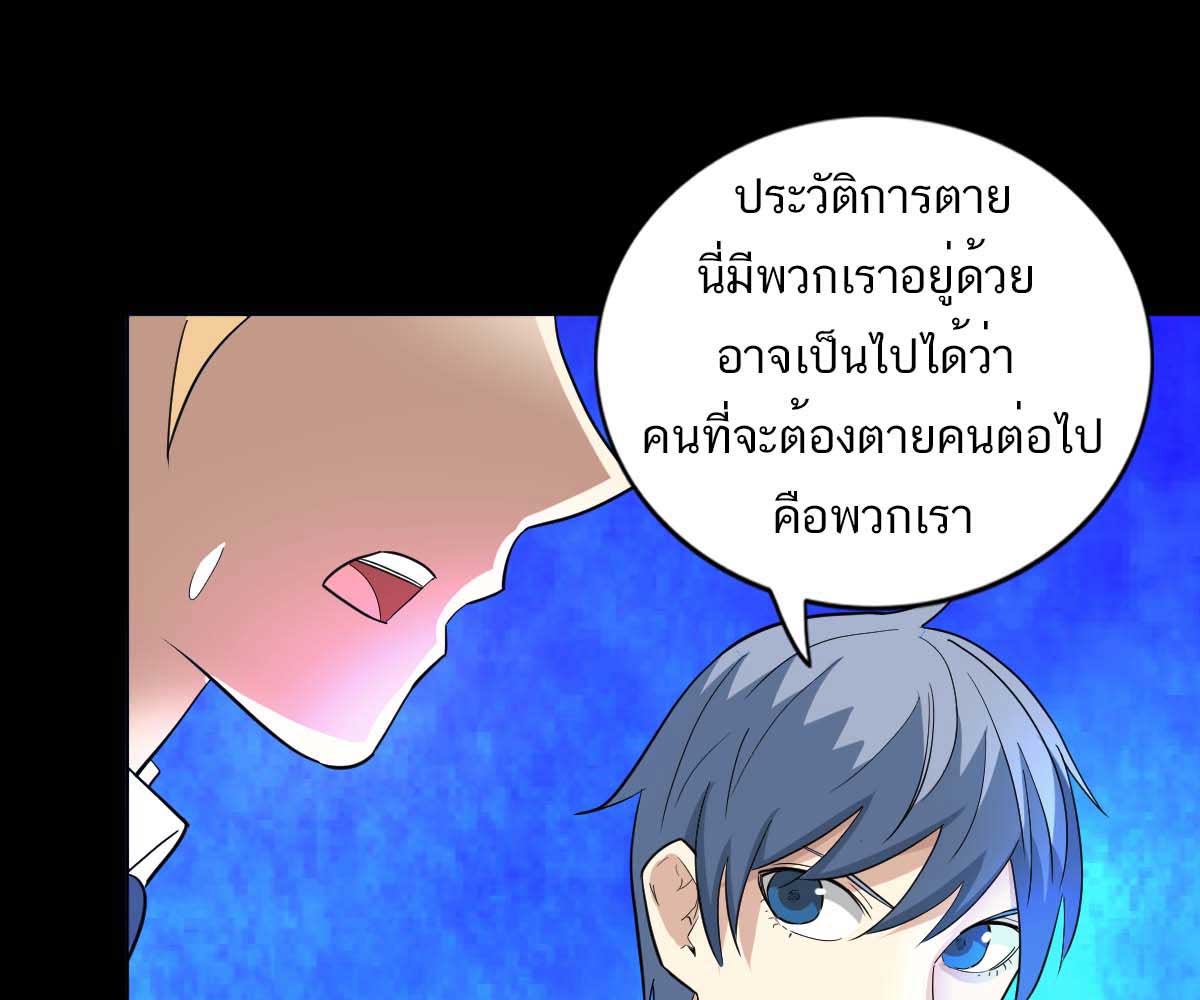 ประวัติการตาย
นี่มีพวกเราอยู่ด้วย
อาจเป็นไปได้ว่า
คนที่จะต้องตายคนต่อไป
คือพวกเรา